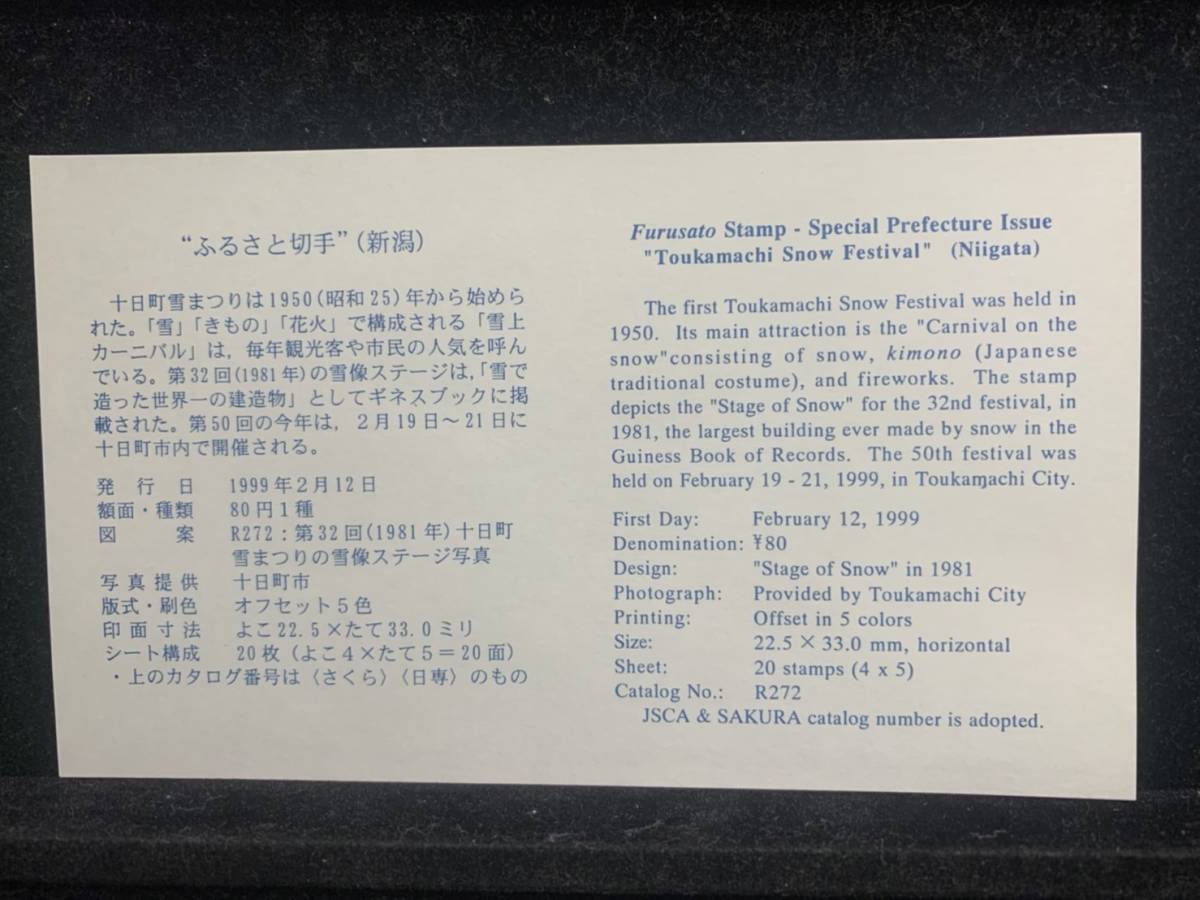 “ふるさと切手”(新潟)
十日町雪まつりは1950(昭和25)年から始めら
れた。「雪」「きもの」「花火」で構成される「雪上
カーニバル」は，毎年観光客や市民の人気を呼ん
でいる。第32回(1981年)の雪像ステージは，「雪で
造った世界一の建造物」としてギネスブックに掲
載された。第50回の今年は，2月19日〜21日に
十日町市内で開催される。
発行日 1999年2月12日
額面・種類 80円1種
図案 R272：第32回(1981年)十日町
雪まつりの雪像ステージ写真
写真提供 十日町市
版式・刷色 オフセット5色
印面寸法 よこ22.5×たて33.0ミリ
シート構成 20枚（よこ4×たて5＝20面）
・上のカタログ番号は〈さくら〉〈日専〉のもの
Furusato Stamp - Special Prefecture Issue
"Toukamachi Snow Festival" (Niigata)
The first Toukamachi Snow Festival was held in
1950. Its main attraction is the "Carnival on the
snow"consisting of snow, kimono (Japanese
traditional costume), and fireworks. The stamp
depicts the "Stage of Snow" for the 32nd festival, in
1981, the largest building ever made by snow in the
Guiness Book of Records. The 50th festival was
held on February 19 - 21, 1999, in Toukamachi City.
First Day: February 12, 1999
Denomination: ¥80
Design: "Stage of Snow" in 1981
Photograph: Provided by Toukamachi City
Printing: Offset in 5 colors
Size: 22.5 × 33.0 mm, horizontal
Sheet: 20 stamps (4 x 5)
Catalog No.: R272
JSCA & SAKURA catalog number is adopted.